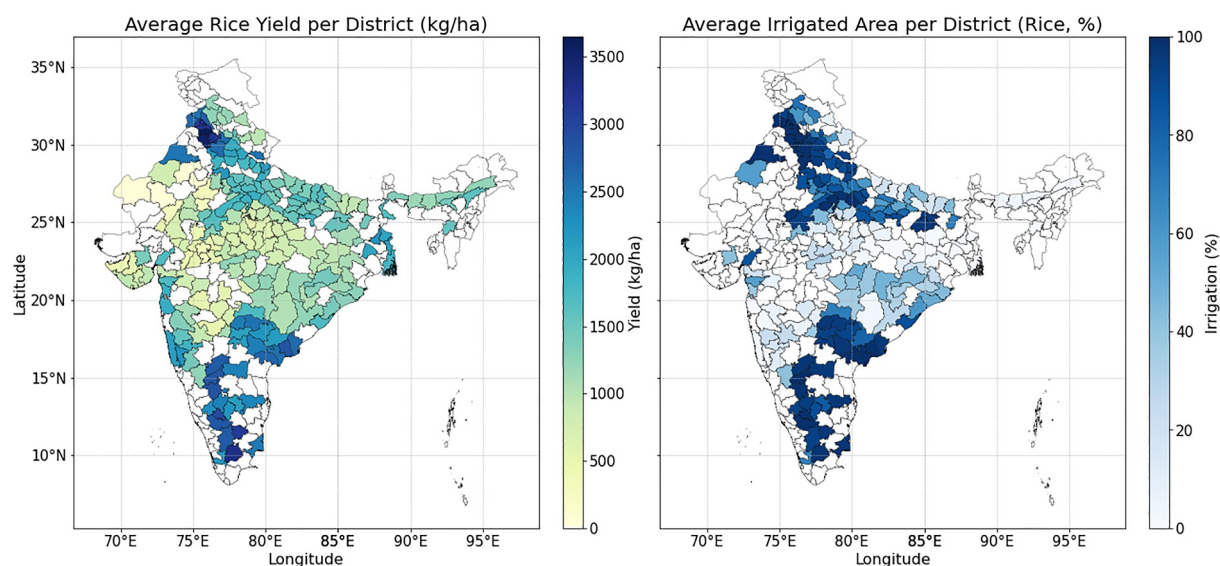 Average Rice Yield per District (kg/ha)
35°N
30°N
25°N
20°N
15°N
10°N
Latitude
70°E 75°E 80°E 85°E 90°E 95°E
Longitude
3500
3000
2500
2000
1500
1000
500
0
Yield (kg/ha)
Average Irrigated Area per District (Rice, %)
70°E 75°E 80°E 85°E 90°E 95°E
Longitude
100
80
60
40
20
0
Irrigation (%)